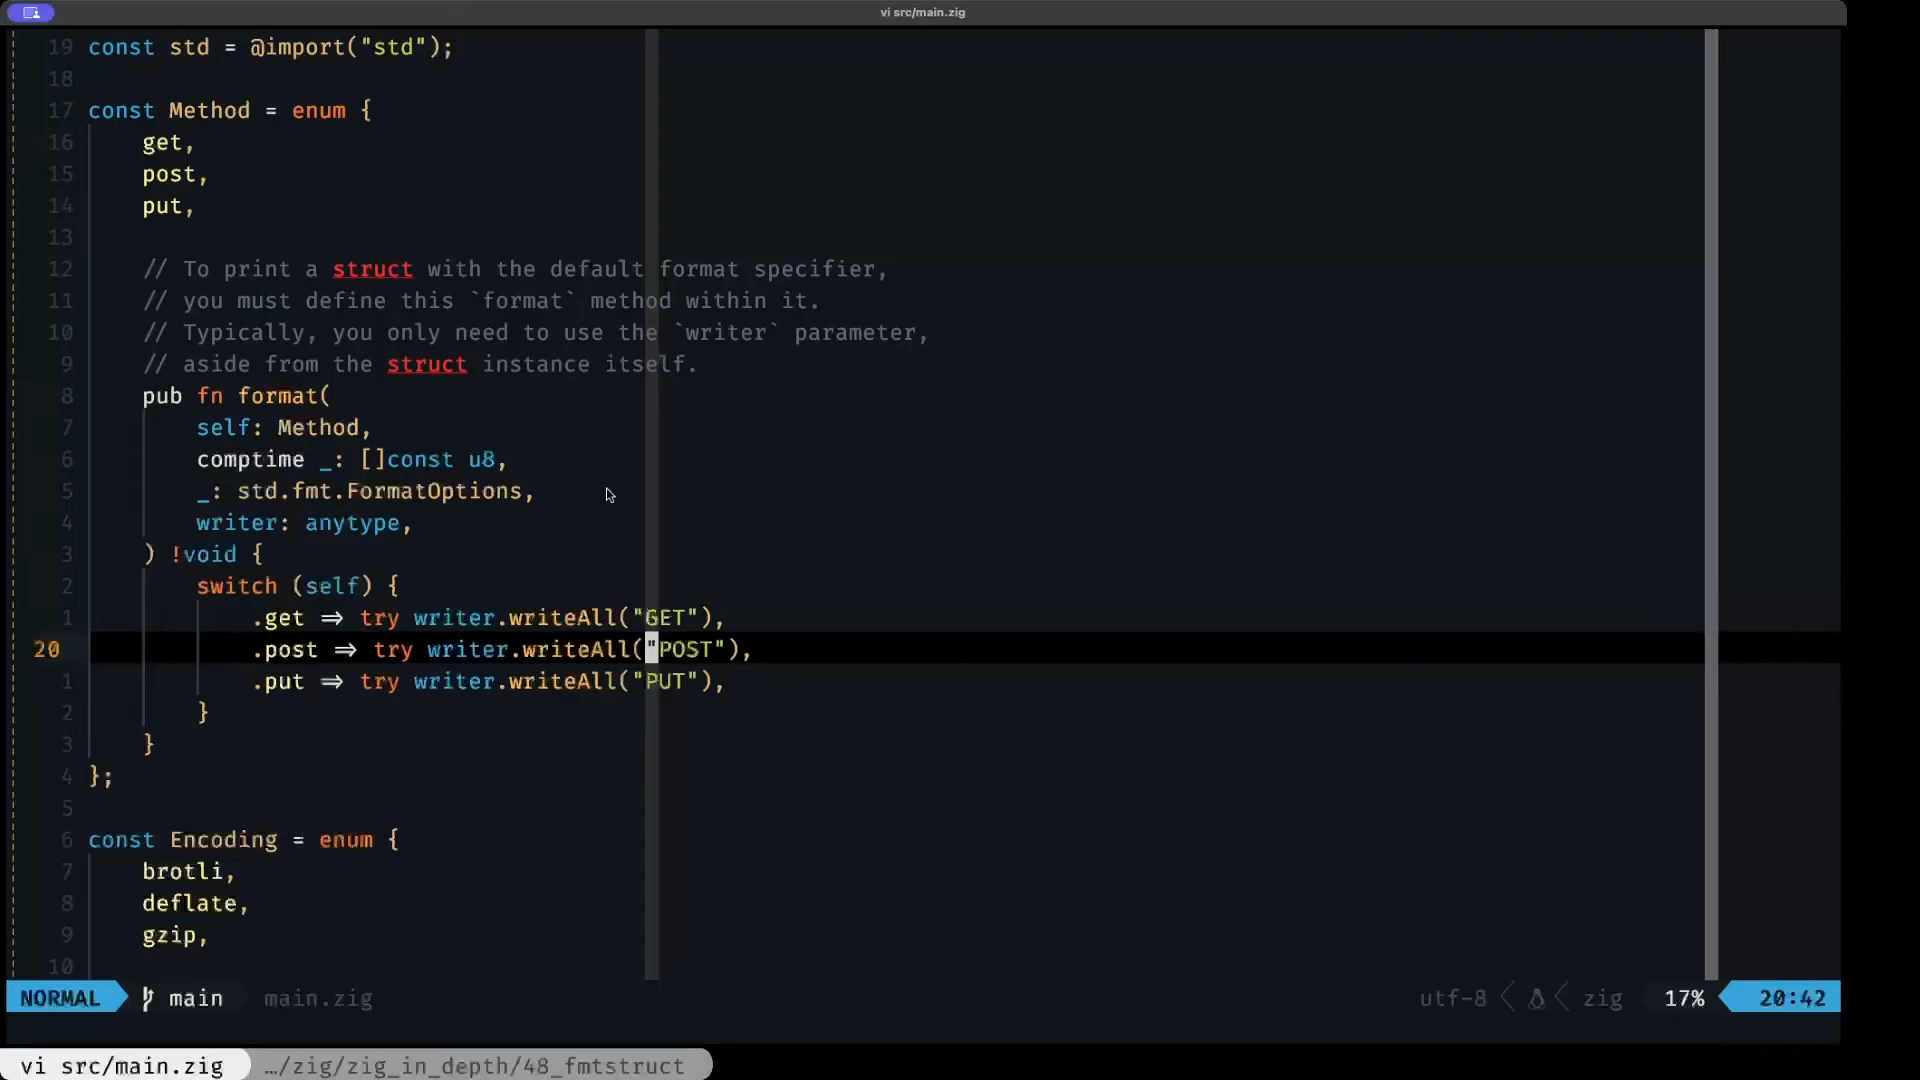 vi src/main.zig
19 const std = @import("std");
18
17 const Method = enum {
16 get,
15 post,
14 put,
13
12 // To print a struct with the default format specifier,
11 // you must define this `format` method within it.
10 // Typically, you only need to use the `writer` parameter,
9 // aside from the struct instance itself.
8 pub fn format(
7 self: Method,
6 comptime _: []const u8,
5 _: std.fmt.FormatOptions,
4 writer: anytype,
3 ) !void {
2 switch (self) {
1 .get => try writer.writeAll("GET"),
20 .post => try writer.writeAll("POST"),
1 .put => try writer.writeAll("PUT"),
2 }
3 }
4 };
5
6 const Encoding = enum {
7 brotli,
8 deflate,
9 gzip,
10
NORMAL main main.zig utf-8 zig 17% 20:42
vi src/main.zig …/zig/zig_in_depth/48_fmtstruct